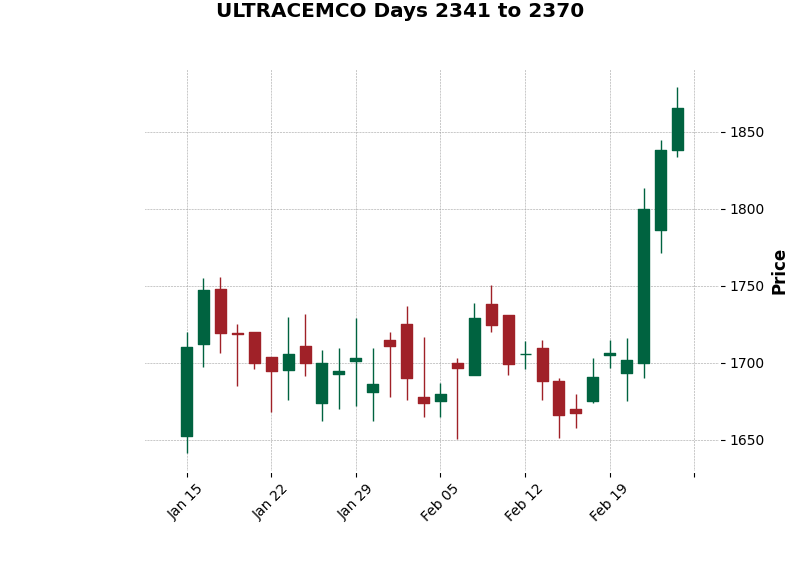 ULTRACEMCO Days 2341 to 2370
1850
1800
1750
1700
1650
Price
Jan 15
Jan 22
Jan 29
Feb 05
Feb 12
Feb 19